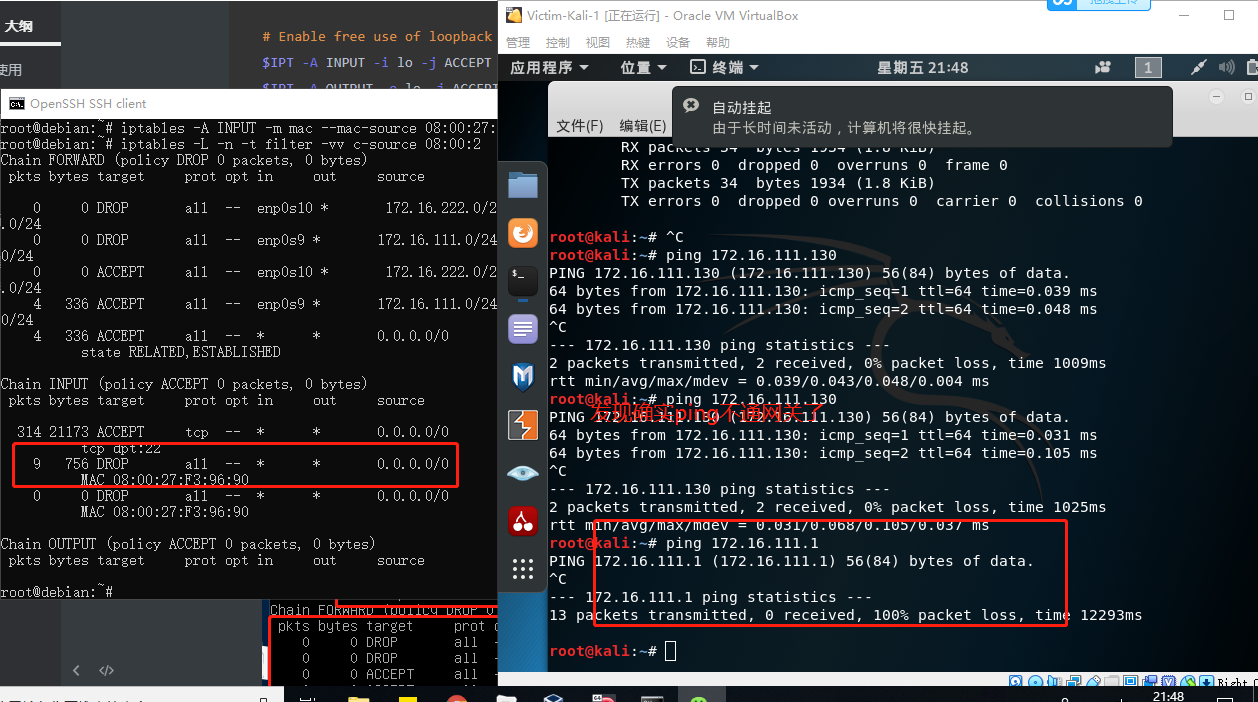 大纲
使用
# Enable free use of loopback
$IPT -A INPUT -i lo -j ACCEPT
$IPT -A OUTPUT -o lo -j ACCEPT
OpenSSH SSH client
root@debian:~# iptables -A INPUT -m mac --mac-source 08:00:27:
root@debian:~# iptables -L -n -t filter -vv c-source 08:00:2
Chain FORWARD (policy DROP 0 packets, 0 bytes)
pkts bytes target prot opt in out source
0 0 DROP all -- enp0s10 * 172.16.222.0/2
.0/24
0 0 DROP all -- enp0s9 * 172.16.111.0/24
0/24
0 0 ACCEPT all -- enp0s10 * 172.16.222.0/2
.0/24
4 336 ACCEPT all -- enp0s9 * 172.16.111.0/24
0/24
4 336 ACCEPT all -- * * 0.0.0.0/0
state RELATED,ESTABLISHED
Chain INPUT (policy ACCEPT 0 packets, 0 bytes)
pkts bytes target prot opt in out source
314 21173 ACCEPT tcp -- * * 0.0.0.0/0
tcp dpt:22
9 756 DROP all -- * * 0.0.0.0/0
MAC 08:00:27:F3:96:90
0 0 DROP all -- * * 0.0.0.0/0
MAC 08:00:27:F3:96:90
Chain OUTPUT (policy ACCEPT 0 packets, 0 bytes)
pkts bytes target prot opt in out source
root@debian:~#
Chain FORWARD (policy DROP 0
pkts bytes target prot o
0 0 DROP all -
0 0 DROP all -
0 0 ACCEPT all -
Victim-Kali-1 [正在运行] - Oracle VM VirtualBox
管理 控制 视图 热键 设备 帮助
应用程序 位置 终端 星期五 21:48 1
自动挂起
由于长时间未活动，计算机将很快挂起。
文件(F) 编辑(E)
RX packets 34 bytes 1934 (1.8 KiB)
RX errors 0 dropped 0 overruns 0 frame 0
TX packets 34 bytes 1934 (1.8 KiB)
TX errors 0 dropped 0 overruns 0 carrier 0 collisions 0
root@kali:~# ^C
root@kali:~# ping 172.16.111.130
PING 172.16.111.130 (172.16.111.130) 56(84) bytes of data.
64 bytes from 172.16.111.130: icmp_seq=1 ttl=64 time=0.039 ms
64 bytes from 172.16.111.130: icmp_seq=2 ttl=64 time=0.048 ms
^C
--- 172.16.111.130 ping statistics ---
2 packets transmitted, 2 received, 0% packet loss, time 1009ms
rtt min/avg/max/mdev = 0.039/0.043/0.048/0.004 ms
root@kali:~# ping 172.16.111.130
发现确实ping不通网关了
PING 172.16.111.130 (172.16.111.130) 56(84) bytes of data.
64 bytes from 172.16.111.130: icmp_seq=1 ttl=64 time=0.031 ms
64 bytes from 172.16.111.130: icmp_seq=2 ttl=64 time=0.105 ms
^C
--- 172.16.111.130 ping statistics ---
2 packets transmitted, 2 received, 0% packet loss, time 1025ms
rtt min/avg/max/mdev = 0.031/0.068/0.105/0.037 ms
root@kali:~# ping 172.16.111.1
PING 172.16.111.1 (172.16.111.1) 56(84) bytes of data.
^C
--- 172.16.111.1 ping statistics ---
13 packets transmitted, 0 received, 100% packet loss, time 12293ms
root@kali:~#
Right
21:48